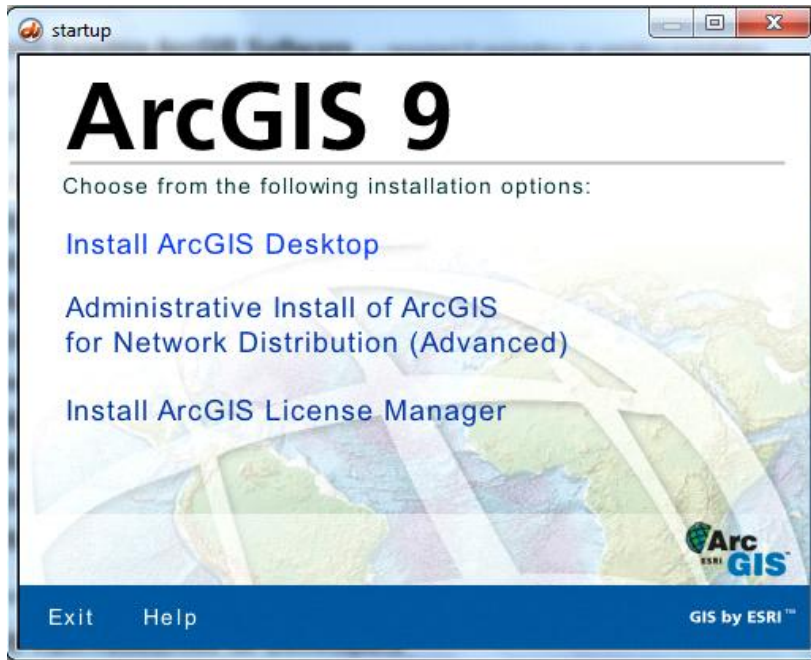 startup
ArcGIS 9
Choose from the following installation options:
Install ArcGIS Desktop
Administrative Install of ArcGIS
for Network Distribution (Advanced)
Install ArcGIS License Manager
Arc
ESRI GIS
Exit Help GIS by ESRI™